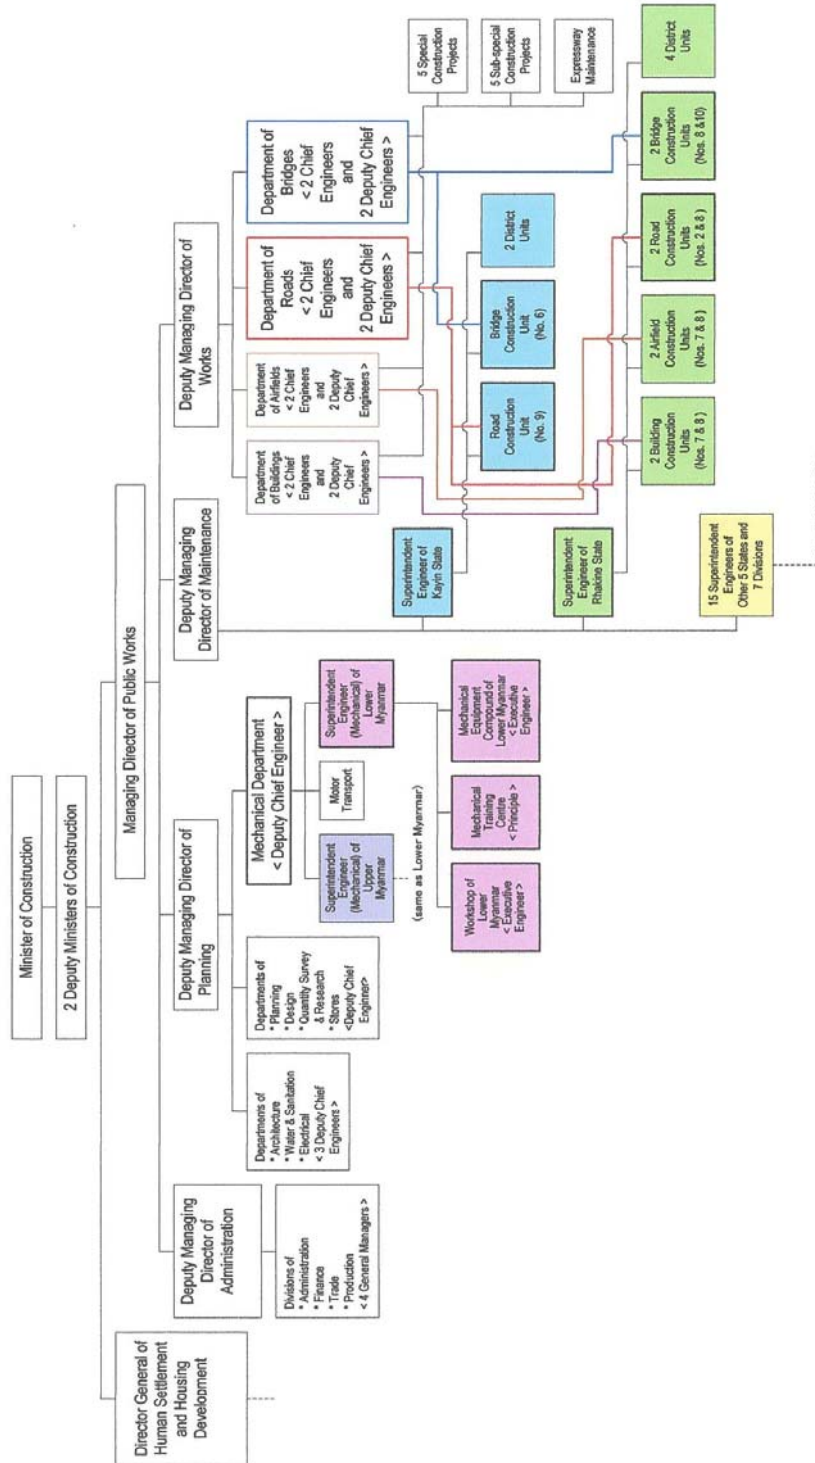 Minister of Construction
2 Deputy Ministers of Construction
Director General of
Human Settlement
and Housing
Development
Managing Director of Public Works
Deputy Managing
Director of
Administration
Deputy Managing Director of
Planning
Deputy Managing
Director of Maintenance
Deputy Managing Director of
Works
Divisions of
* Administration
* Finance
* Trade
* Production
< 4 General Managers >
Departments of
* Architecture
* Water & Sanitation
* Electrical
< 3 Deputy Chief
Engineers >
Departments of
* Planning
* Design
* Quantity Survey
& Research
* Stores
<Deputy Chief
Enginner>
Mechanical Department
< Deputy Chief Engineer >
Superintendent
Engineer
(Mechanical) of
Upper
Myanmar
Motor
Transport
Superintendent
Engineer
(Mechanical) of
Lower
Myanmar
(same as Lower Myanmar)
Workshop of
Lower
Myanmar
< Executive
Engineer >
Mechanical
Training
Centre
< Principle >
Mechanical
Equipment
Compound of
Lower Myanmar
< Executive
Engineer >
Department
of Buildings
< 2 Chief
Engineers
and
2 Deputy
Chief
Engineers >
Department
of Airfields
< 2 Chief
Engineers
and
2 Deputy
Chief
Engineers >
Department of
Roads
< 2 Chief
Engineers
and
2 Deputy Chief
Engineers >
Department of
Bridges
< 2 Chief
Engineers
and
2 Deputy Chief
Engineers >
5 Special
Construction
Projects
5 Sub-special
Construction
Projects
Expressway
Maintenance
Superintendent
Engineer of
Kayin State
Road
Construction
Unit
(No. 9)
Bridge
Construction
Unit
(No. 6)
2 District
Units
Superintendent
Engineer of
Rhakine State
2 Building
Construction
Units
(Nos. 7 & 8 )
2 Airfield
Construction
Units
(Nos. 7 & 8)
2 Road
Construction
Units
(Nos. 2 & 8)
2 Bridge
Construction
Units
(Nos. 8 &10)
4 District
Units
15 Superintendent
Engineers of
Other 5 States and
7 Divisions